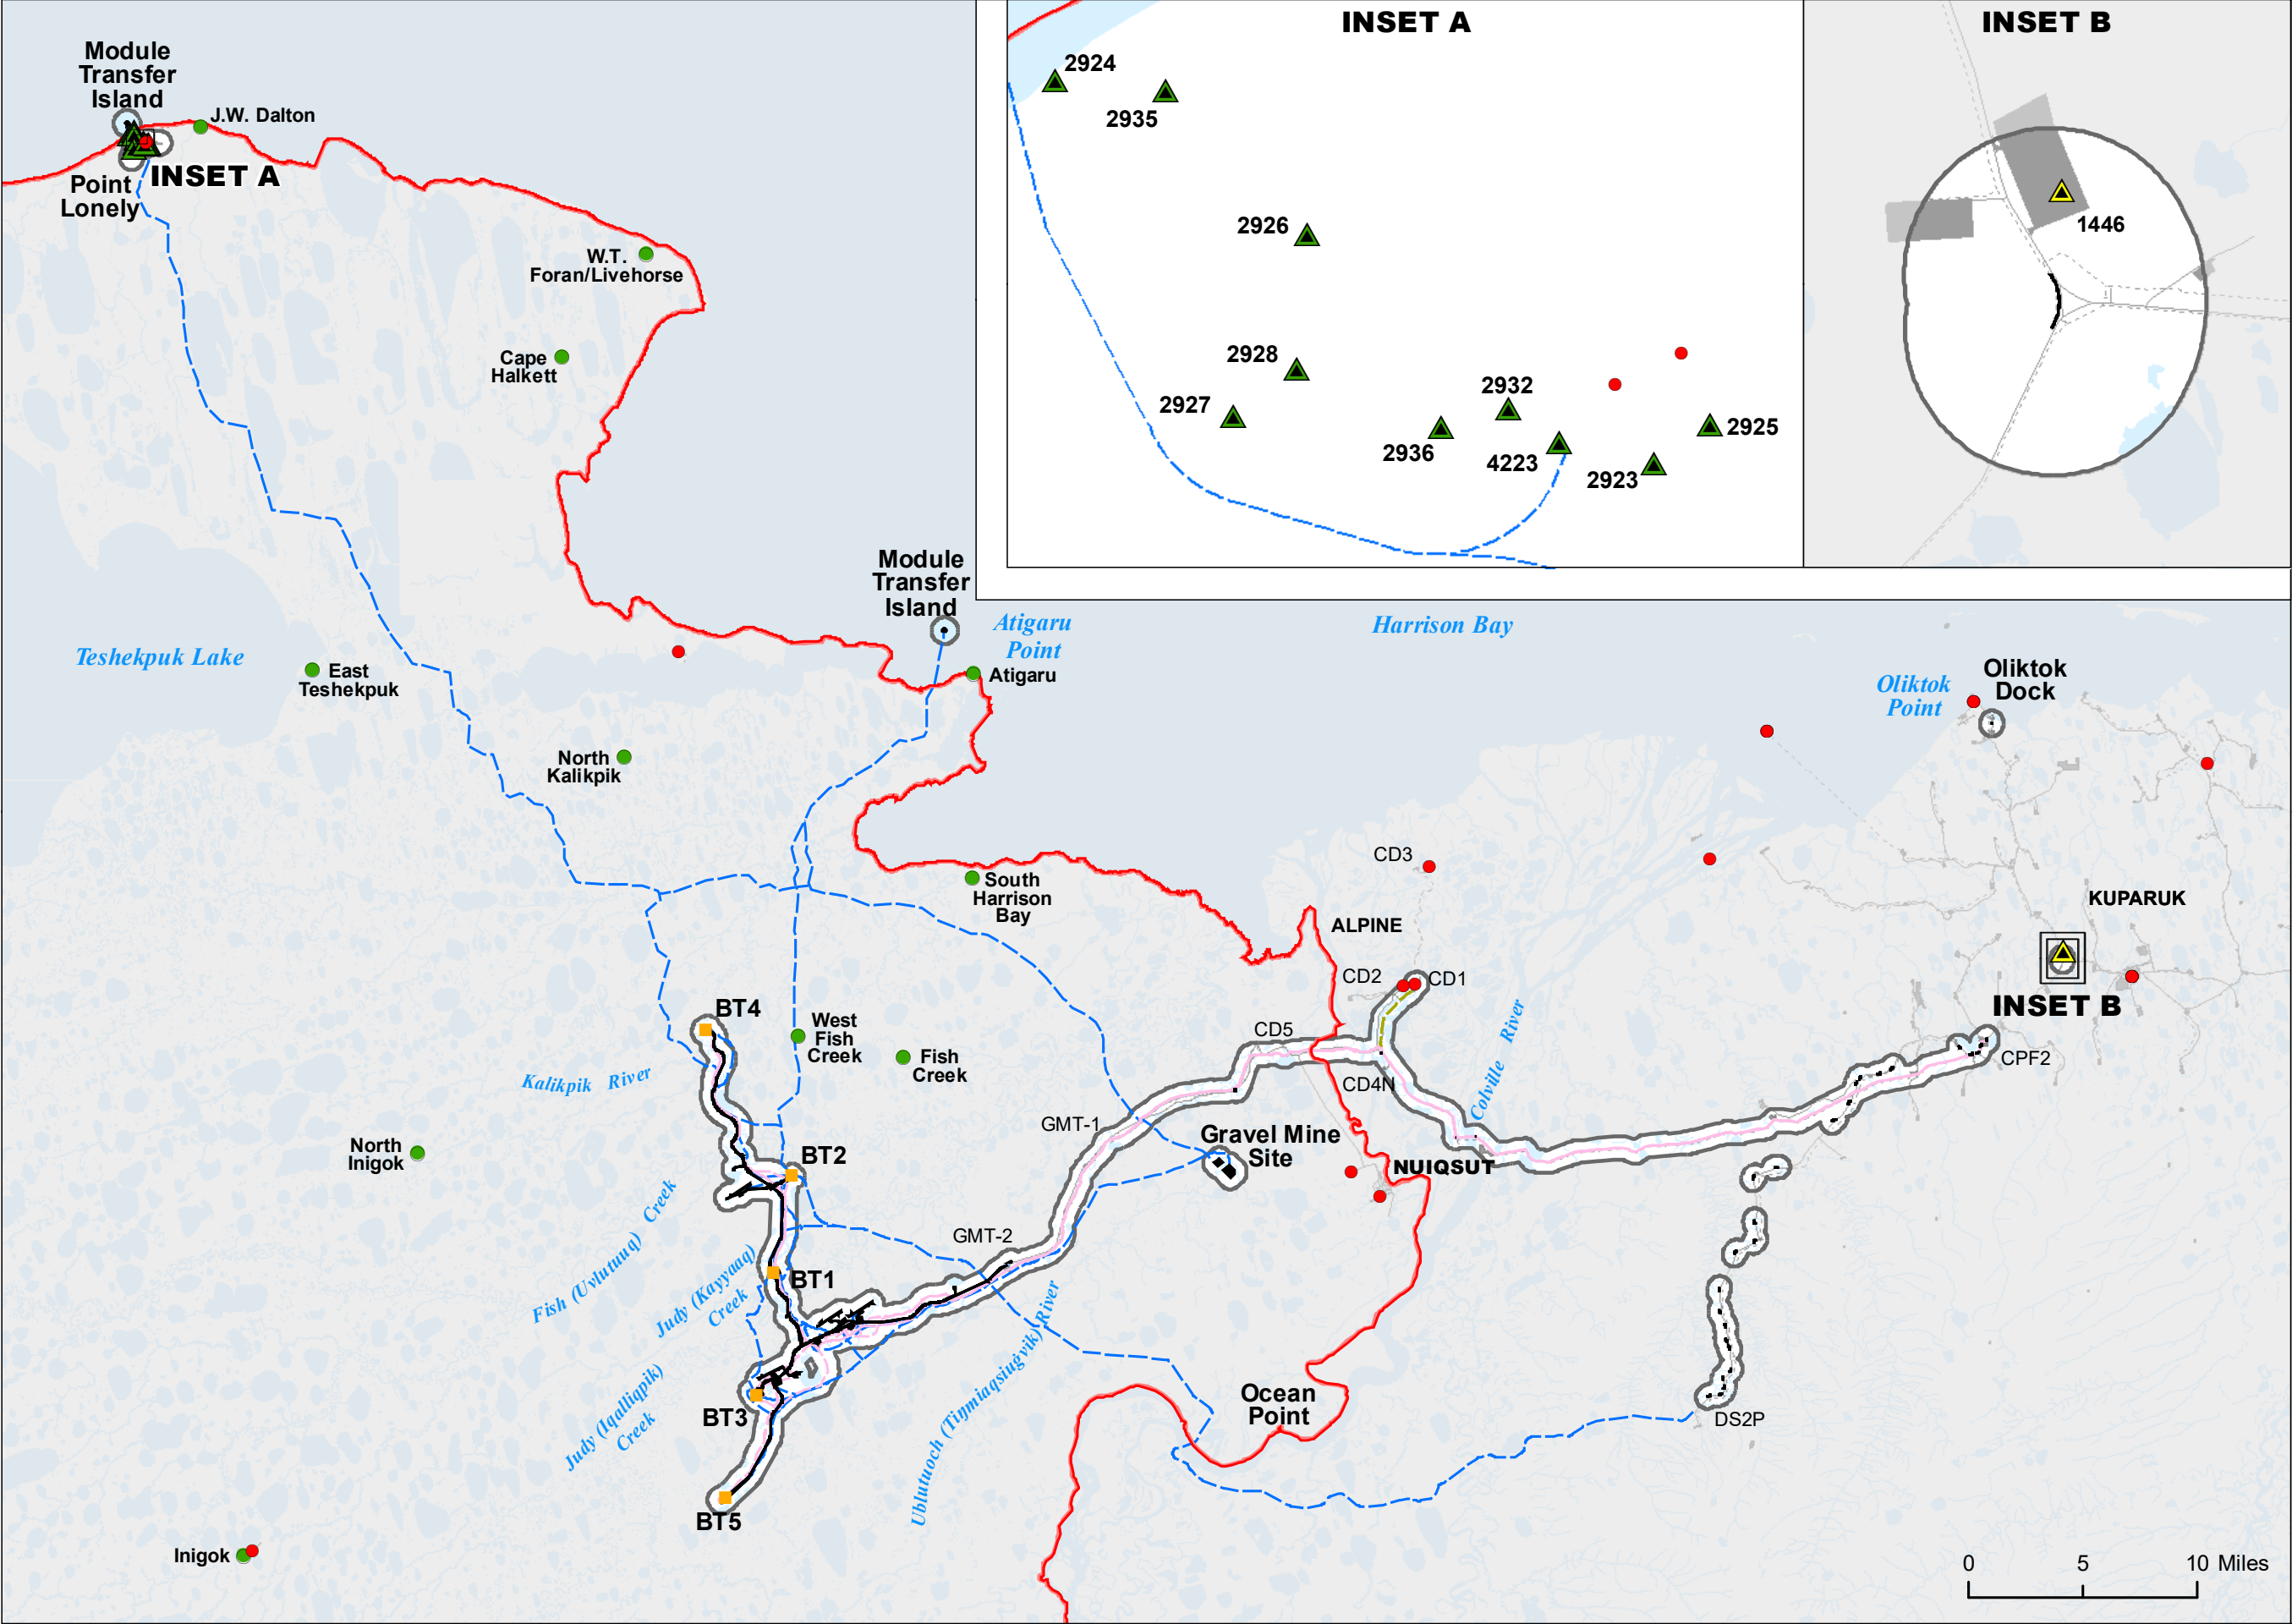 INSET A
INSET B
Module
Transfer
Island
J.W. Dalton
INSET A
Point
Lonely
2924
2935
2926
2928
2927
2932
2936
4223
2923
2925
1446
W.T.
Foran/Livehorse
Cape
Halkett
Module
Transfer
Island
Atigaru
Point
Harrison Bay
Teshekpuk Lake
East
Teshekpuk
Atigaru
Oliktok
Point
Oliktok
Dock
North
Kalikpik
CD3
South
Harrison
Bay
KUPARUK
ALPINE
CD2
CD1
INSET B
BT4
West
Fish
Creek
Fish
Creek
CD5
Colville River
CPF2
Kalikpik River
CD4N
GMT-1
Gravel Mine
Site
North
Inigok
BT2
NUIQSUT
Fish (Uvlutuuq) Creek
GMT-2
Judy (Kayyaaq)
Creek
BT1
Ublutuoch (Tiŋmiaqsiuġvik) River
Judy (Iqalliqpik)
Creek
BT3
Ocean
Point
DS2P
BT5
Inigok
0 5 10 Miles